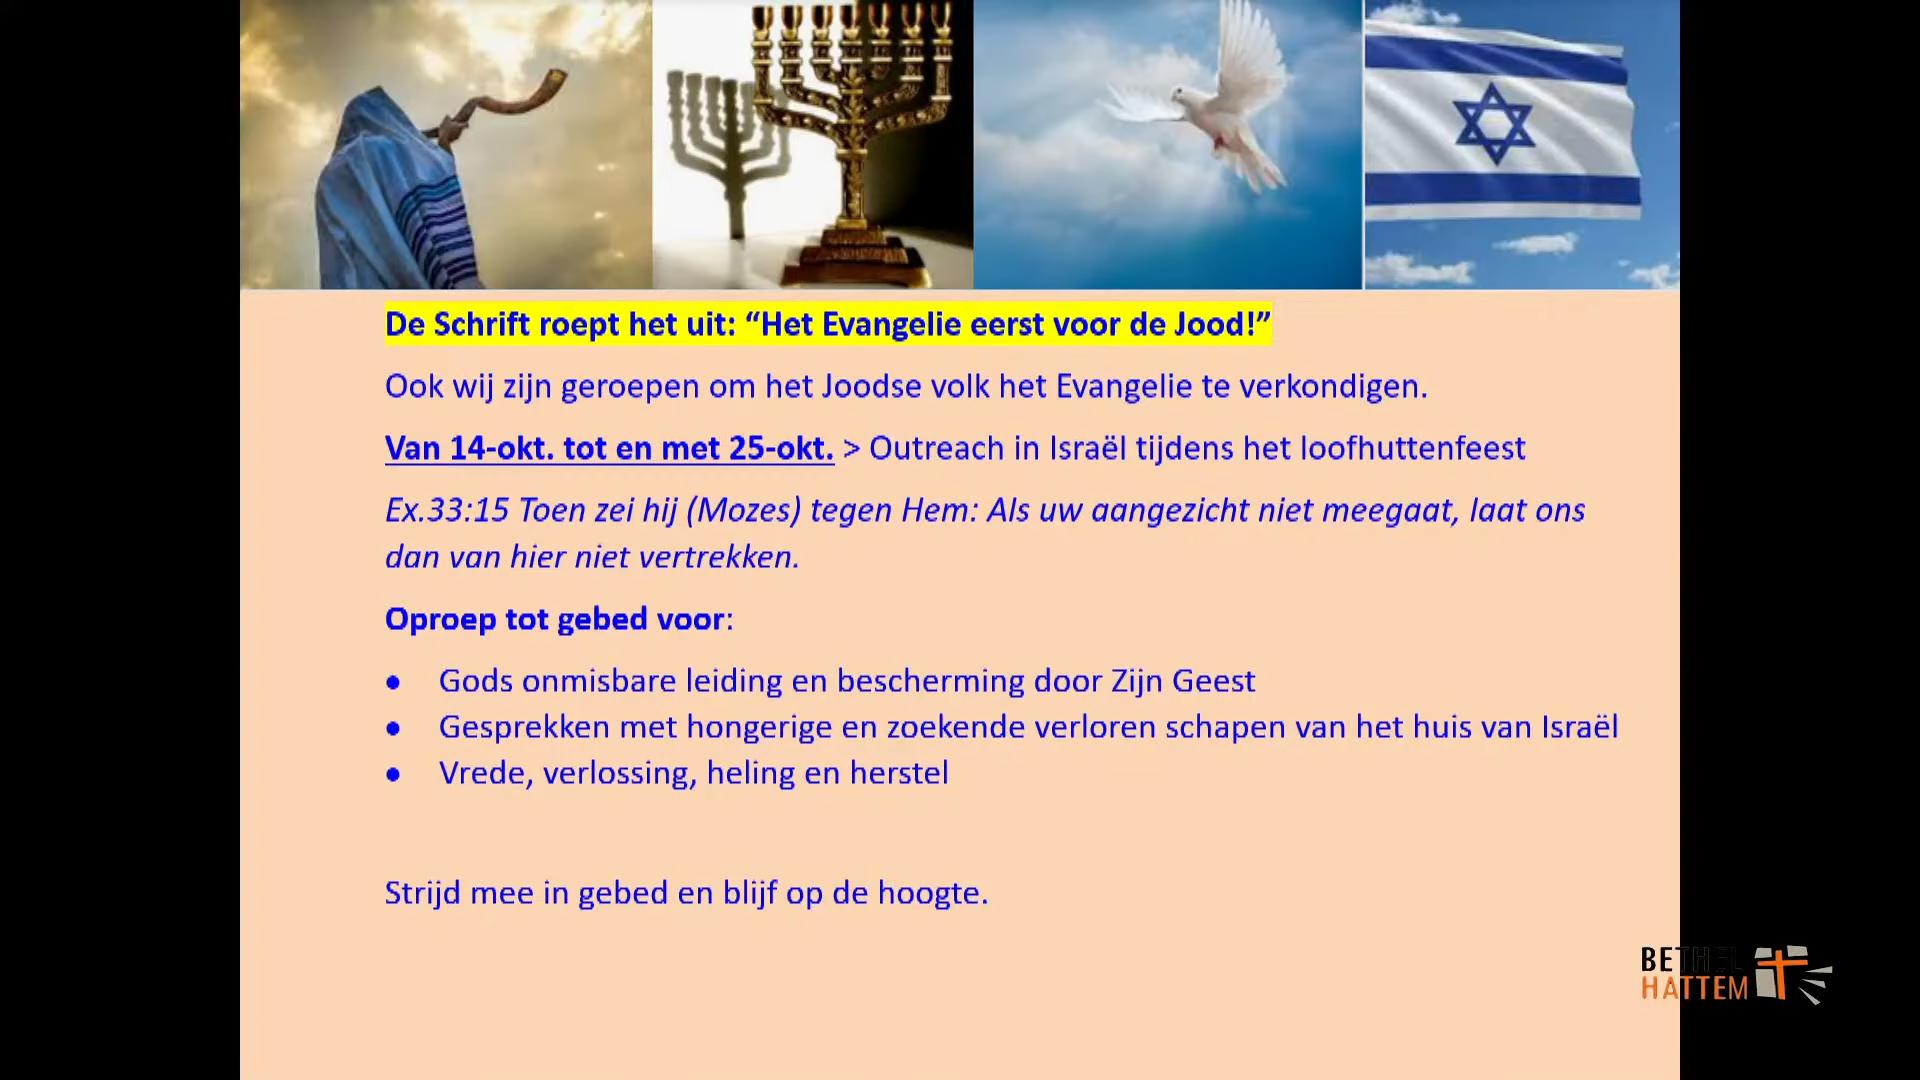 De Schrift roept het uit: “Het Evangelie eerst voor de Jood!”
Ook wij zijn geroepen om het Joodse volk het Evangelie te verkondigen.
Van 14-okt. tot en met 25-okt. > Outreach in Israël tijdens het loofhuttenfeest
Ex.33:15 Toen zei hij (Mozes) tegen Hem: Als uw aangezicht niet meegaat, laat ons
dan van hier niet vertrekken.
Oproep tot gebed voor:
• Gods onmisbare leiding en bescherming door Zijn Geest
• Gesprekken met hongerige en zoekende verloren schapen van het huis van Israël
• Vrede, verlossing, heling en herstel
Strijd mee in gebed en blijf op de hoogte.
BETHEL
HATTEM